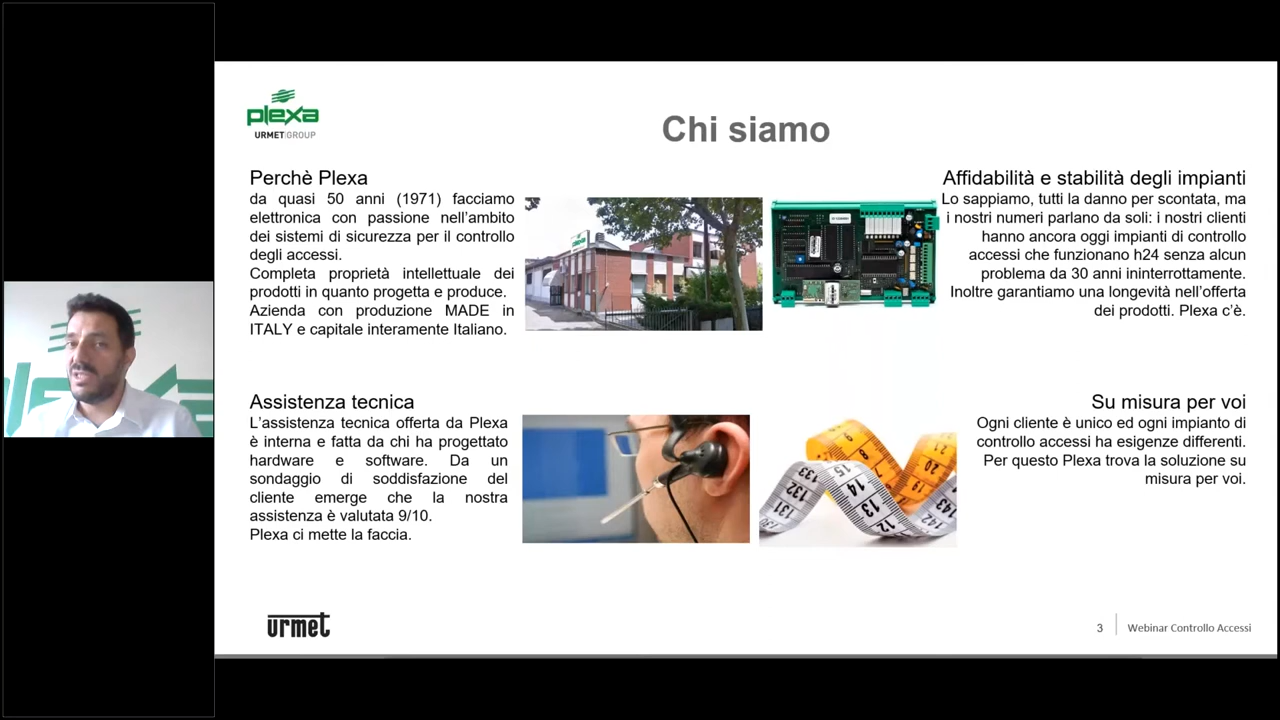 plexa
URMET|GROUP
Chi siamo
Perchè Plexa
da quasi 50 anni (1971) facciamo
elettronica con passione nell'ambito
dei sistemi di sicurezza per il controllo
degli accessi.
Completa proprietà intellettuale dei
prodotti in quanto progetta e produce.
Azienda con produzione MADE in
ITALY e capitale interamente Italiano.
Affidabilità e stabilità degli impianti
Lo sappiamo, tutti la danno per scontata, ma
i nostri numeri parlano da soli: i nostri clienti
hanno ancora oggi impianti di controllo
accessi che funzionano h24 senza alcun
problema da 30 anni ininterrottamente.
Inoltre garantiamo una longevità nell'offerta
dei prodotti. Plexa c'è.
Assistenza tecnica
L'assistenza tecnica offerta da Plexa
è interna e fatta da chi ha progettato
hardware e software. Da un
sondaggio di soddisfazione del
cliente emerge che la nostra
assistenza è valutata 9/10.
Plexa ci mette la faccia.
Su misura per voi
Ogni cliente è unico ed ogni impianto di
controllo accessi ha esigenze differenti.
Per questo Plexa trova la soluzione su
misura per voi.
urmet
3
Webinar Controllo Accessi